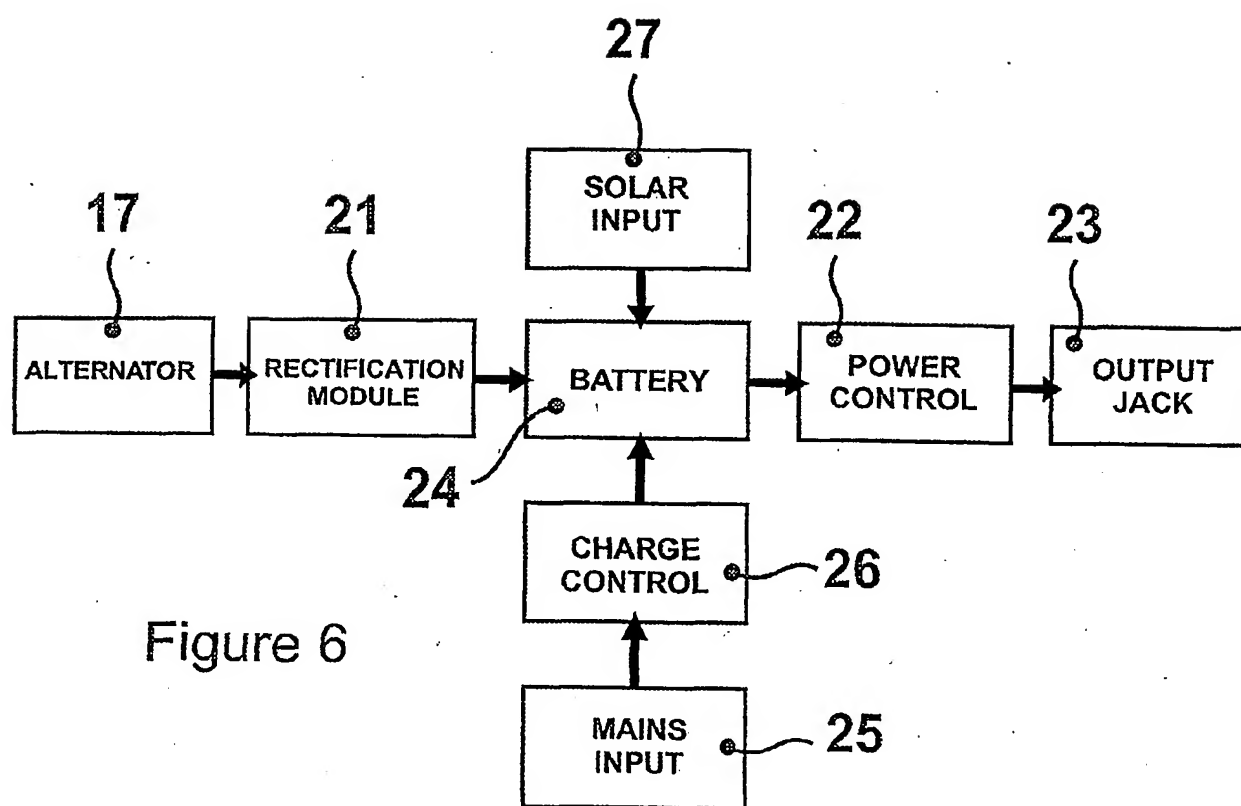 27
SOLAR
INPUT
17
21
22
23
ALTERNATOR
RECTIFICATION
MODULE
BATTERY
POWER
CONTROL
OUTPUT
JACK
24
CHARGE
CONTROL
26
Figure 6
MAINS
INPUT
25